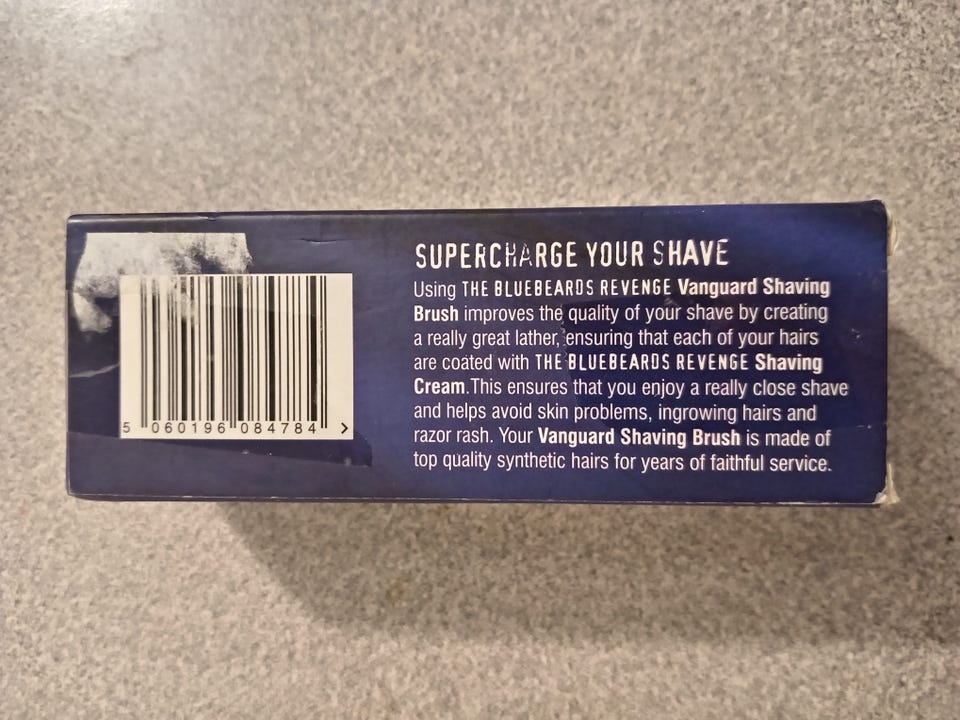 SUPERCHARGE YOUR SHAVE
Using THE BLUEBEARDS REVENGE Vanguard Shaving
Brush improves the quality of your shave by creating
a really great lather, ensuring that each of your hairs
are coated with THE BLUEBEARDS REVENGE Shaving
Cream.This ensures that you enjoy a really close shave
and helps avoid skin problems, ingrowing hairs and
razor rash. Your Vanguard Shaving Brush is made of
top quality synthetic hairs for years of faithful service.
5 060196 084784 >